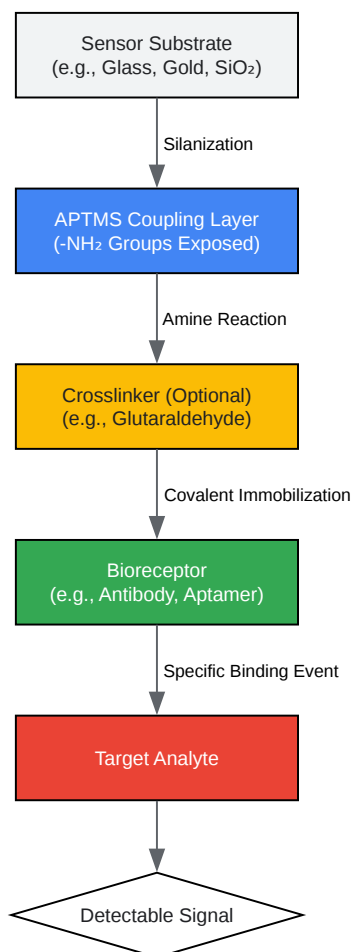 Sensor Substrate
(e.g., Glass, Gold, SiO₂)
Silanization
APTMS Coupling Layer
(-NH₂ Groups Exposed)
Amine Reaction
Crosslinker (Optional)
(e.g., Glutaraldehyde)
Covalent Immobilization
Bioreceptor
(e.g., Antibody, Aptamer)
Specific Binding Event
Target Analyte
Detectable Signal